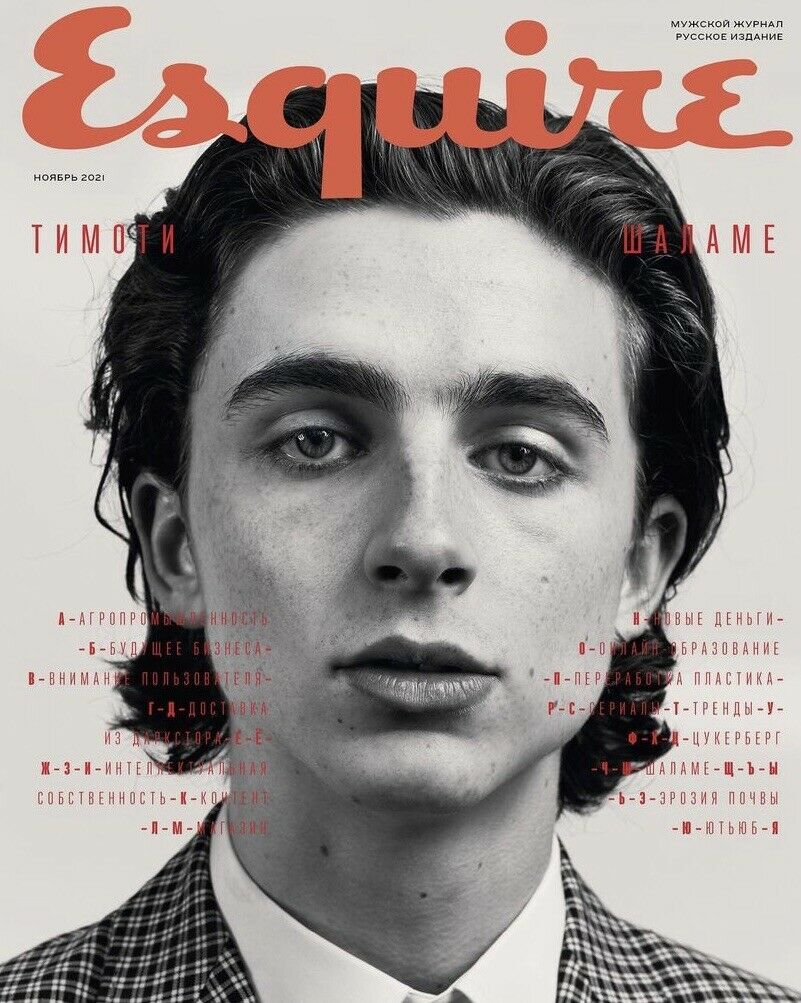 Esquire
МУЖСКОЙ ЖУРНАЛ
РУССКОЕ ИЗДАНИЕ
НОЯБРЬ 2021
ТИМОТИ ШАЛАМЕ
А-АГРОПРОМЫШЛЕННОСТЬ
-Б-БУДУЩЕЕ БИЗНЕСА-
В-ВНИМАНИЕ ПОЛЬЗОВАТЕЛЯ-
Г-Д-ДОСТАВКА
ИЗ ДАРКСТОРА-Е-Ё-
Ж-З-И-ИНТЕЛЛЕКТУАЛЬНАЯ
СОБСТВЕННОСТЬ-К-КОНТЕНТ
-Л-М-МАГАЗИН
Н-НОВЫЕ ДЕНЬГИ-
О-ОНЛАЙН-ОБРАЗОВАНИЕ
-П-ПЕРЕРАБОТКА ПЛАСТИКА-
Р-С-СЕРИАЛЫ-Т-ТРЕНДЫ-У-
Ф-Х-Ц-ЦУКЕРБЕРГ
-Ч-Ш-ШАЛАМЕ-Щ-Ъ-Ы
-Ь-Э-ЭРОЗИЯ ПОЧВЫ
-Ю-ЮТЬЮБ-Я